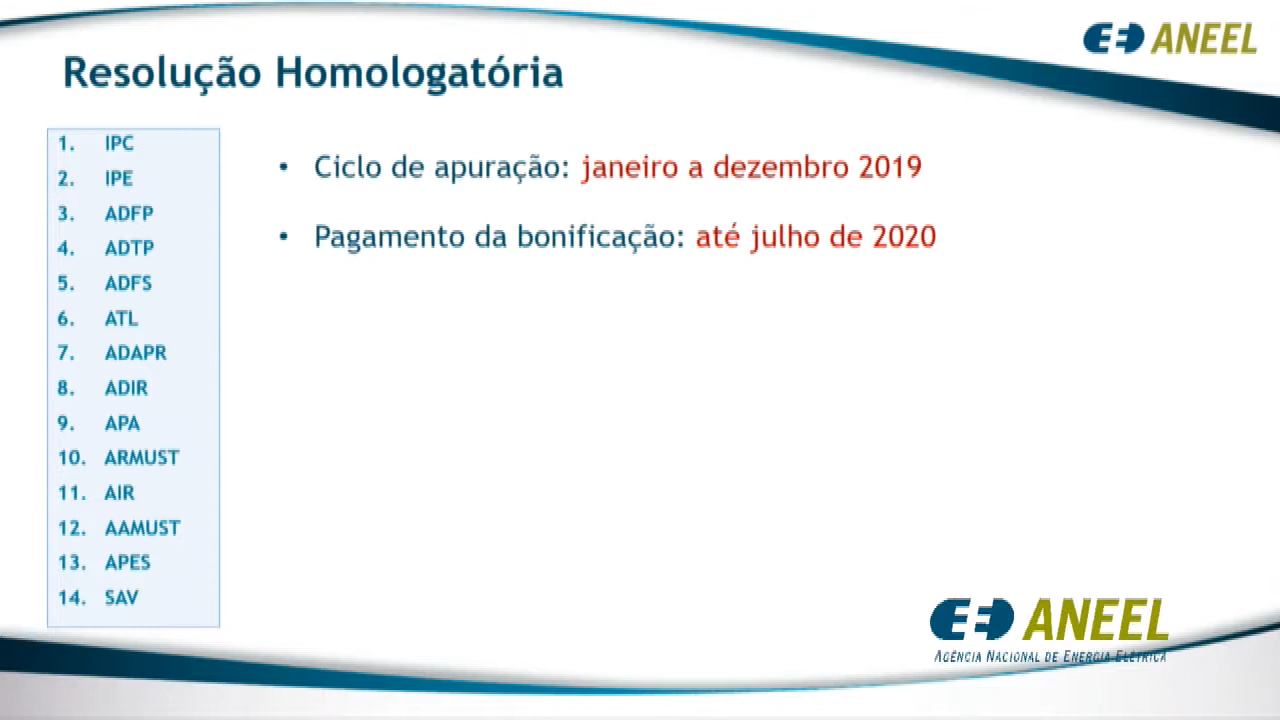 ANEEL
Resolução Homologatória
1. IPC
2. IPE
3. ADFP
4. ADTP
5. ADFS
6. ATL
7. ADAPR
8. ADIR
9. APA
10. ARMUST
11. AIR
12. AAMUST
13. APES
14. SAV
• Ciclo de apuração: janeiro a dezembro 2019
• Pagamento da bonificação: até julho de 2020
ANEEL
AGÊNCIA NACIONAL DE ENERGIA ELÉTRICA